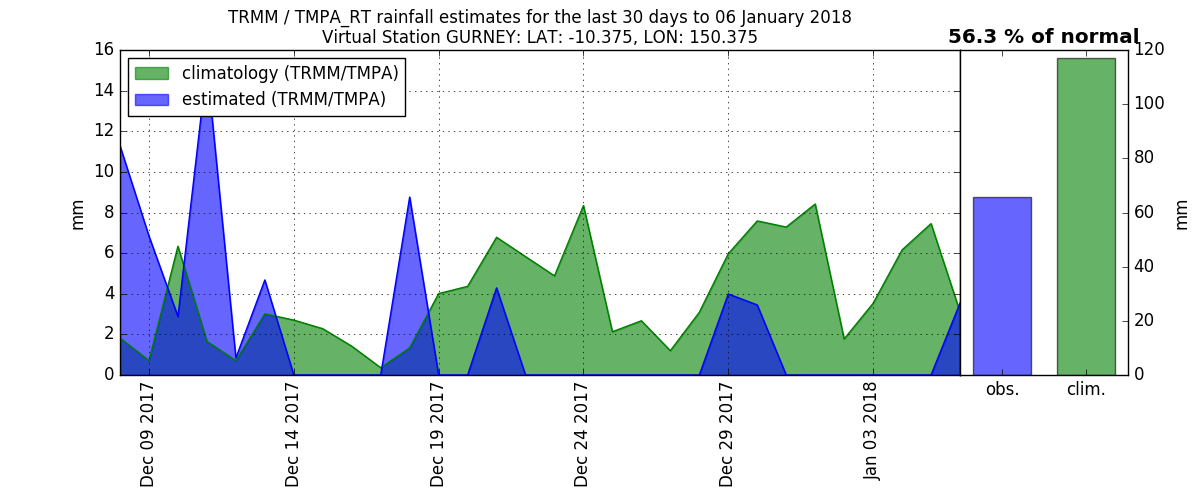 TRMM / TMPA_RT rainfall estimates for the last 30 days to 06 January 2018
Virtual Station GURNEY: LAT: -10.375, LON: 150.375
56.3 % of normal
climatology (TRMM/TMPA)
estimated (TRMM/TMPA)
mm
16
14
12
10
8
6
4
2
0
Dec 09 2017
Dec 14 2017
Dec 19 2017
Dec 24 2017
Dec 29 2017
Jan 03 2018
obs.
clim.
120
100
80
60
40
20
0
mm